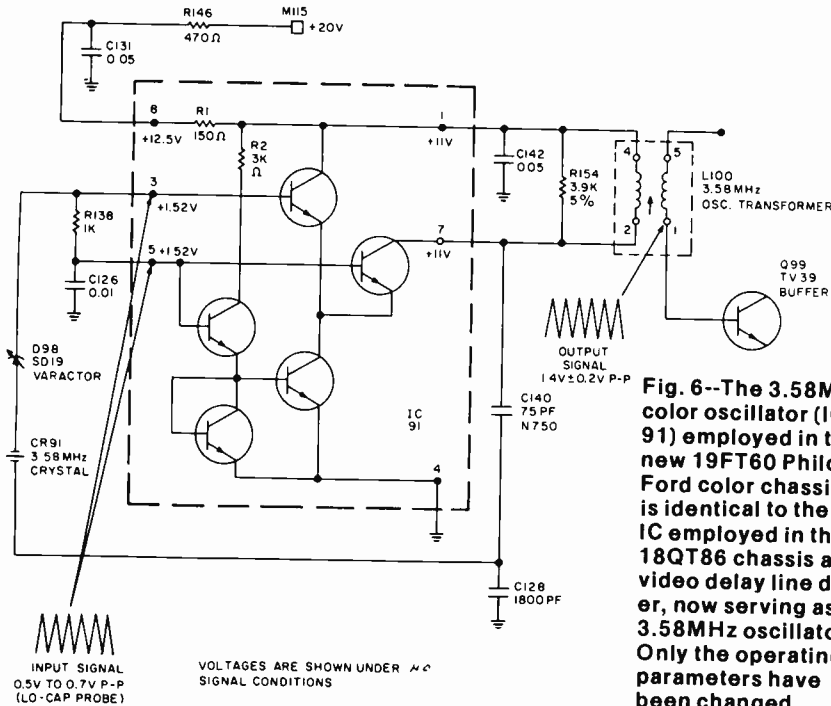 R146
470Ω
M115
+20V
C131
0.05
8
+12.5V
R1
150Ω
R2
3K
Ω
1
+11V
C142
0.05
R154
3.9K
5%
4
5
2
1
L100
3.58MHz
OSC. TRANSFORMER
3
+1.52V
R138
1K
5
+1.52V
7
+11V
C126
0.01
Q99
TV39
BUFFER
OUTPUT
SIGNAL
1.4V±0.2V P-P
D98
SD19
VARACTOR
CR91
3.58MHz
CRYSTAL
IC
91
4
C140
75PF
N750
C128
1800PF
INPUT SIGNAL
0.5V TO 0.7V P-P
(LO-CAP PROBE)
VOLTAGES ARE SHOWN UNDER NO
SIGNAL CONDITIONS
Fig. 6--The 3.58M
color oscillator (I
91) employed in t
new 19FT60 Philc
Ford color chassi
is identical to the
IC employed in th
18QT86 chassis a
video delay line d
er, now serving as
3.58MHz oscillato
Only the operatin
parameters have
been changed